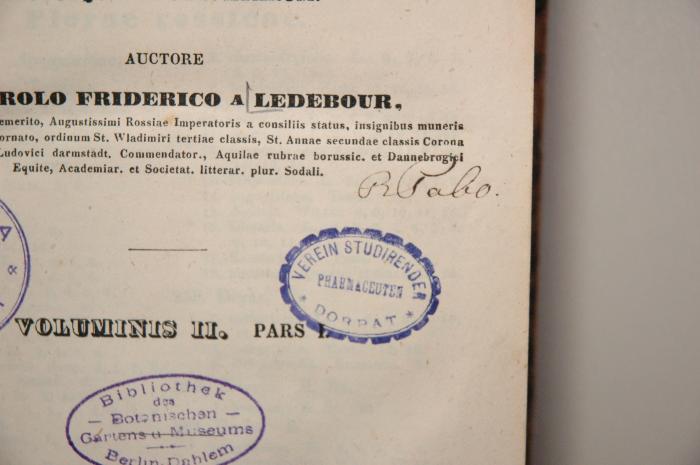 AUCTORE
ROLO FRIDERICO A LEDEBOUR,
emerito, Augustissimi Rossiae Imperatoris a consiliis status, insignibus muneris
ornato, ordinum St. Wladimiri tertiae classis, St. Annae secundae classis Corona
Ludovici darmstadt. Commendator., Aquilae rubrae borussic. et Dannebrogici
Equite, Academiar. et Societat. litterar. plur. Sodali.
VEREIN STUDIRENDER
PHARMACEUTEN
* DORPAT *
VOLUMINIS II. PARS I.
Bibliothek
des
– Botanischen –
Gartens u. Museums
Berlin-Dahlem